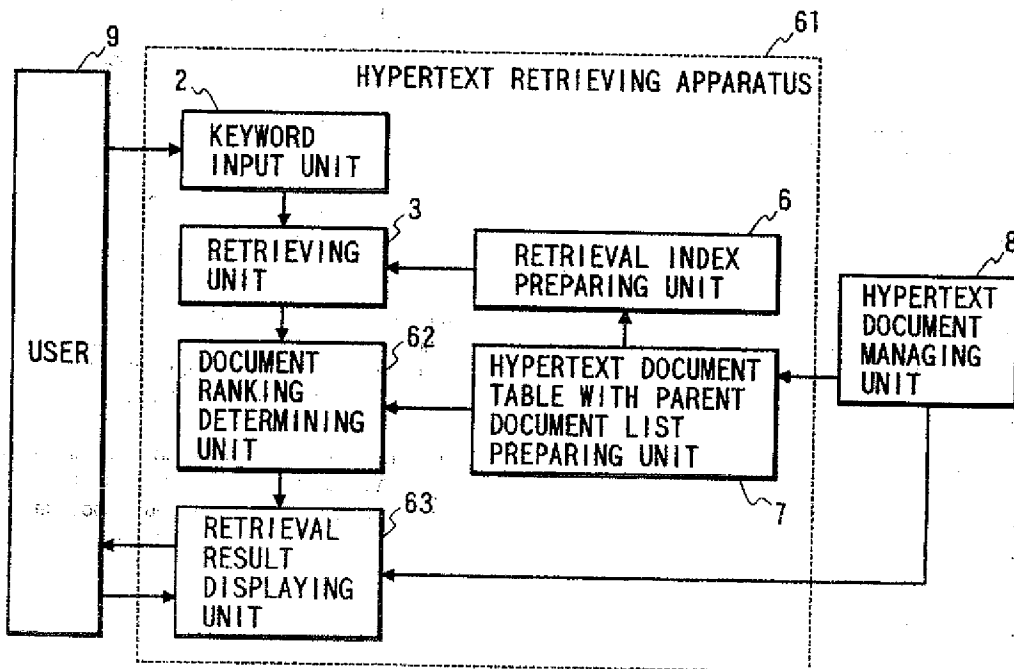 61
9
HYPERTEXT RETRIEVING APPARATUS
2
KEYWORD
INPUT UNIT
3
RETRIEVING
UNIT
6
RETRIEVAL INDEX
PREPARING UNIT
8
HYPERTEXT
DOCUMENT
MANAGING
UNIT
USER
62
DOCUMENT
RANKING
DETERMINING
UNIT
HYPERTEXT DOCUMENT
TABLE WITH PARENT
DOCUMENT LIST
PREPARING UNIT
7
63
RETRIEVAL
RESULT
DISPLAYING
UNIT